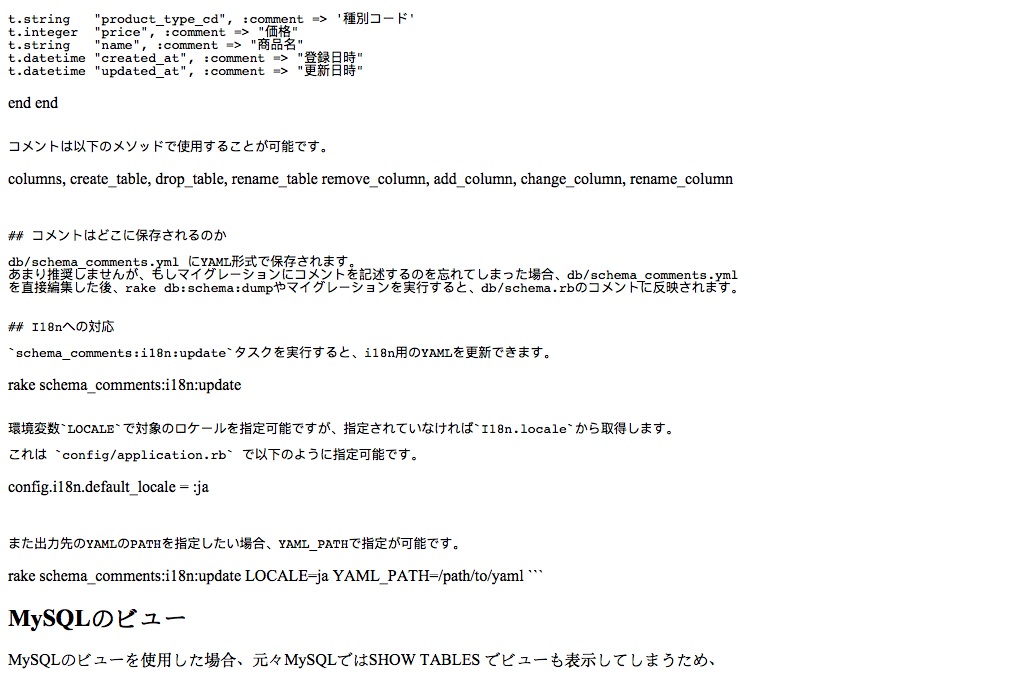 t.string   "product_type_cd", :comment => '種別コード'
t.integer  "price", :comment => "価格"
t.string   "name", :comment => "商品名"
t.datetime "created_at", :comment => "登録日時"
t.datetime "updated_at", :comment => "更新日時"
end end
コメントは以下のメソッドで使用することが可能です。
columns, create_table, drop_table, rename_table remove_column, add_column, change_column, rename_column
## コメントはどこに保存されるのか
db/schema_comments.yml にYAML形式で保存されます。
あまり推奨しませんが、もしマイグレーションにコメントを記述するのを忘れてしまった場合、db/schema_comments.yml
を直接編集した後、rake db:schema:dumpやマイグレーションを実行すると、db/schema.rbのコメントに反映されます。
## I18nへの対応
`schema_comments:i18n:update`タスクを実行すると、i18n用のYAMLを更新できます。
rake schema_comments:i18n:update
環境変数`LOCALE`で対象のロケールを指定可能ですが、指定されていなければ`I18n.locale`から取得します。
これは `config/application.rb` で以下のように指定可能です。
config.i18n.default_locale = :ja
また出力先のYAMLのPATHを指定したい場合、YAML_PATHで指定が可能です。
rake schema_comments:i18n:update LOCALE=ja YAML_PATH=/path/to/yaml ```
MySQLのビュー
MySQLのビューを使用した場合、元々MySQLではSHOW TABLES でビューも表示してしまうため、